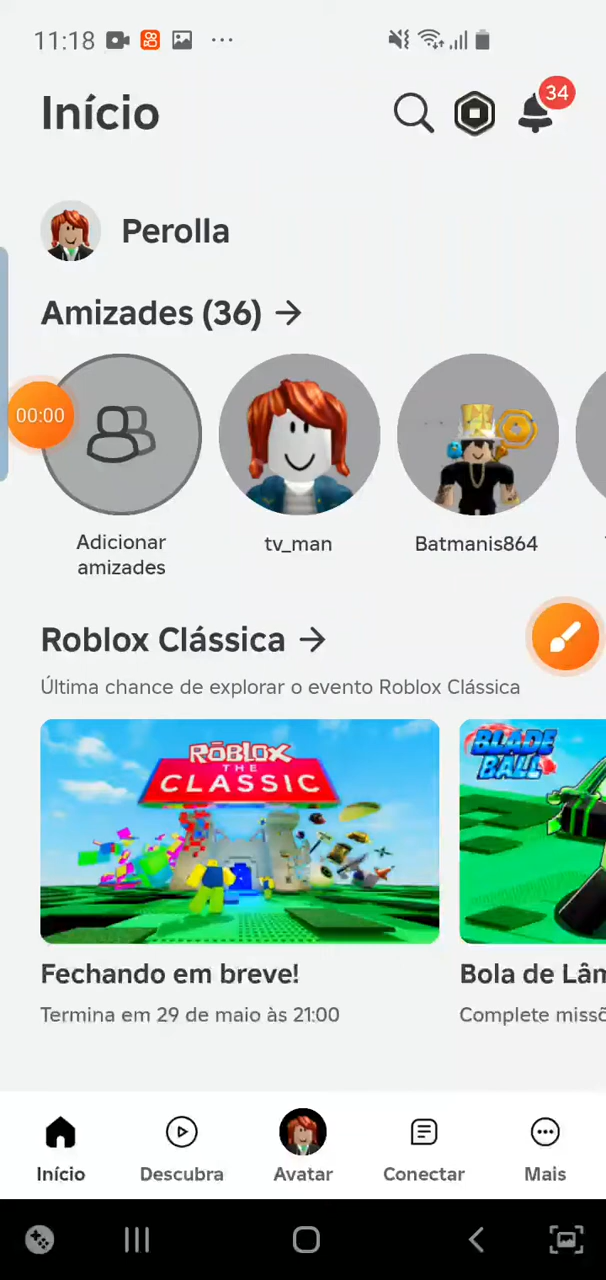 11:18
Início
34
Perolla
Amizades (36)
00:00
Adicionar
amizades
tv_man
Batmanis864
Roblox Clássica
Última chance de explorar o evento Roblox Clássica
ROBLOX
THE
CLASSIC
BLADE
BALL
Fechando em breve!
Bola de Lâm
Termina em 29 de maio às 21:00
Complete missõ
Início
Descubra
Avatar
Conectar
Mais